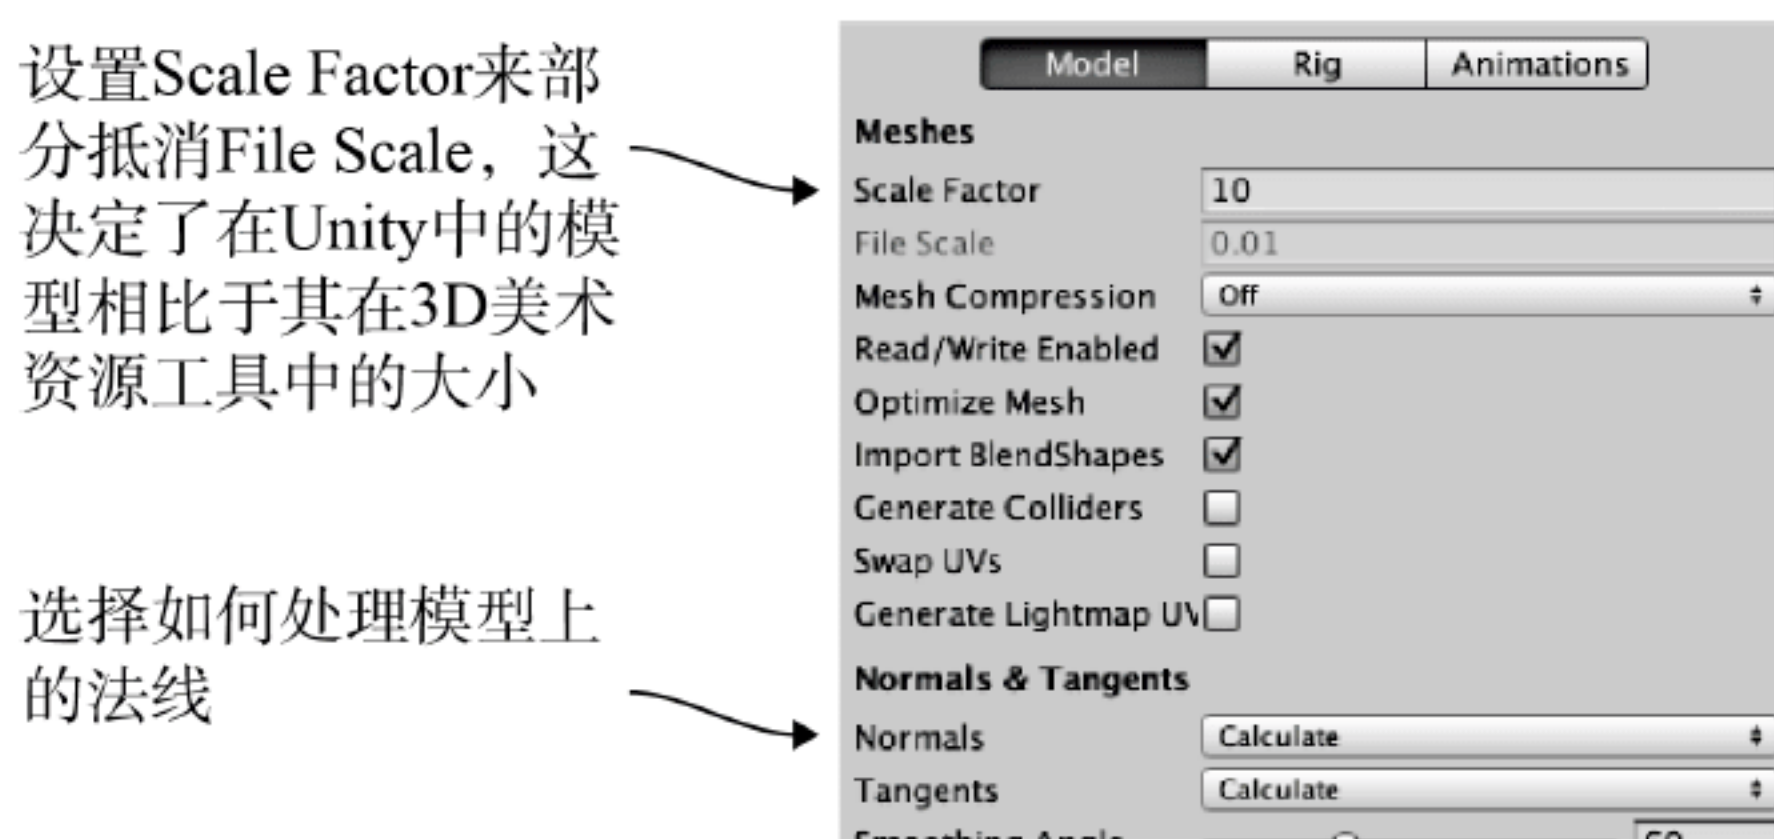 设置Scale Factor来部
分抵消File Scale，这
决定了在Unity中的模
型相比于其在3D美术
资源工具中的大小
选择如何处理模型上
的法线
Model Rig Animations
Meshes
Scale Factor 10
File Scale 0.01
Mesh Compression Off
Read/Write Enabled
Optimize Mesh
Import BlendShapes
Generate Colliders
Swap UVs
Generate Lightmap UV
Normals & Tangents
Normals Calculate
Tangents Calculate
Smoothing Angle 60